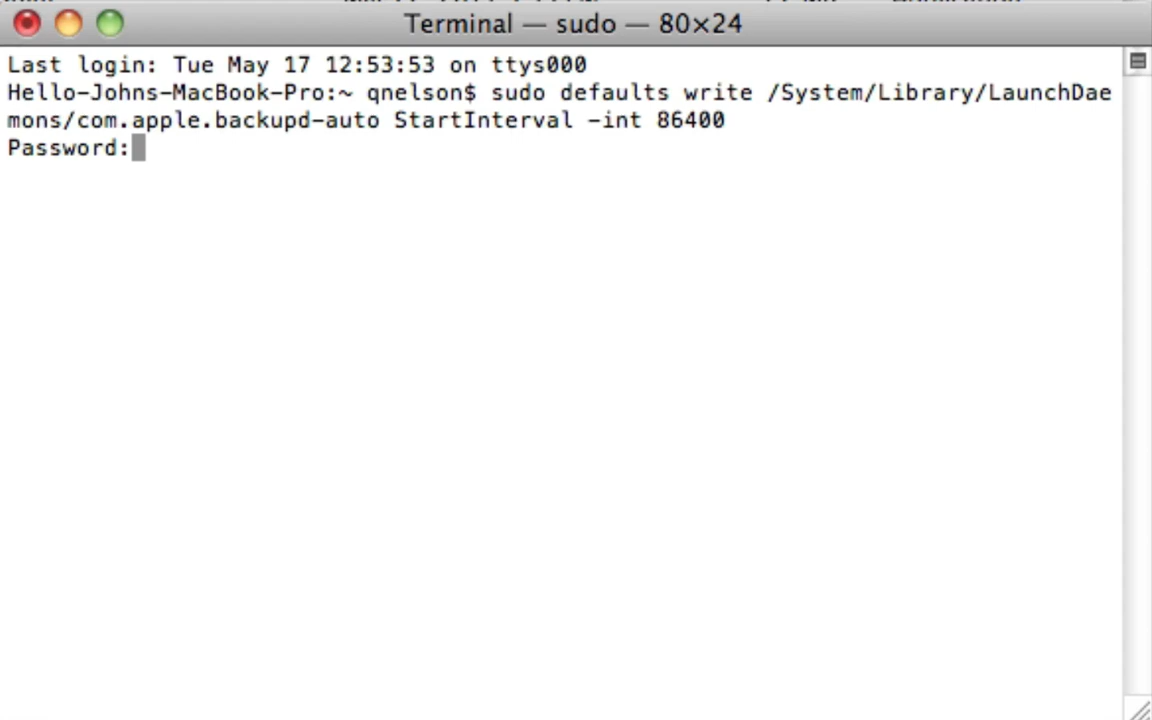 Terminal — sudo — 80×24
Last login: Tue May 17 12:53:53 on ttys000
Hello-Johns-MacBook-Pro:~ qnelson$ sudo defaults write /System/Library/LaunchDae
mons/com.apple.backupd-auto StartInterval -int 86400
Password: